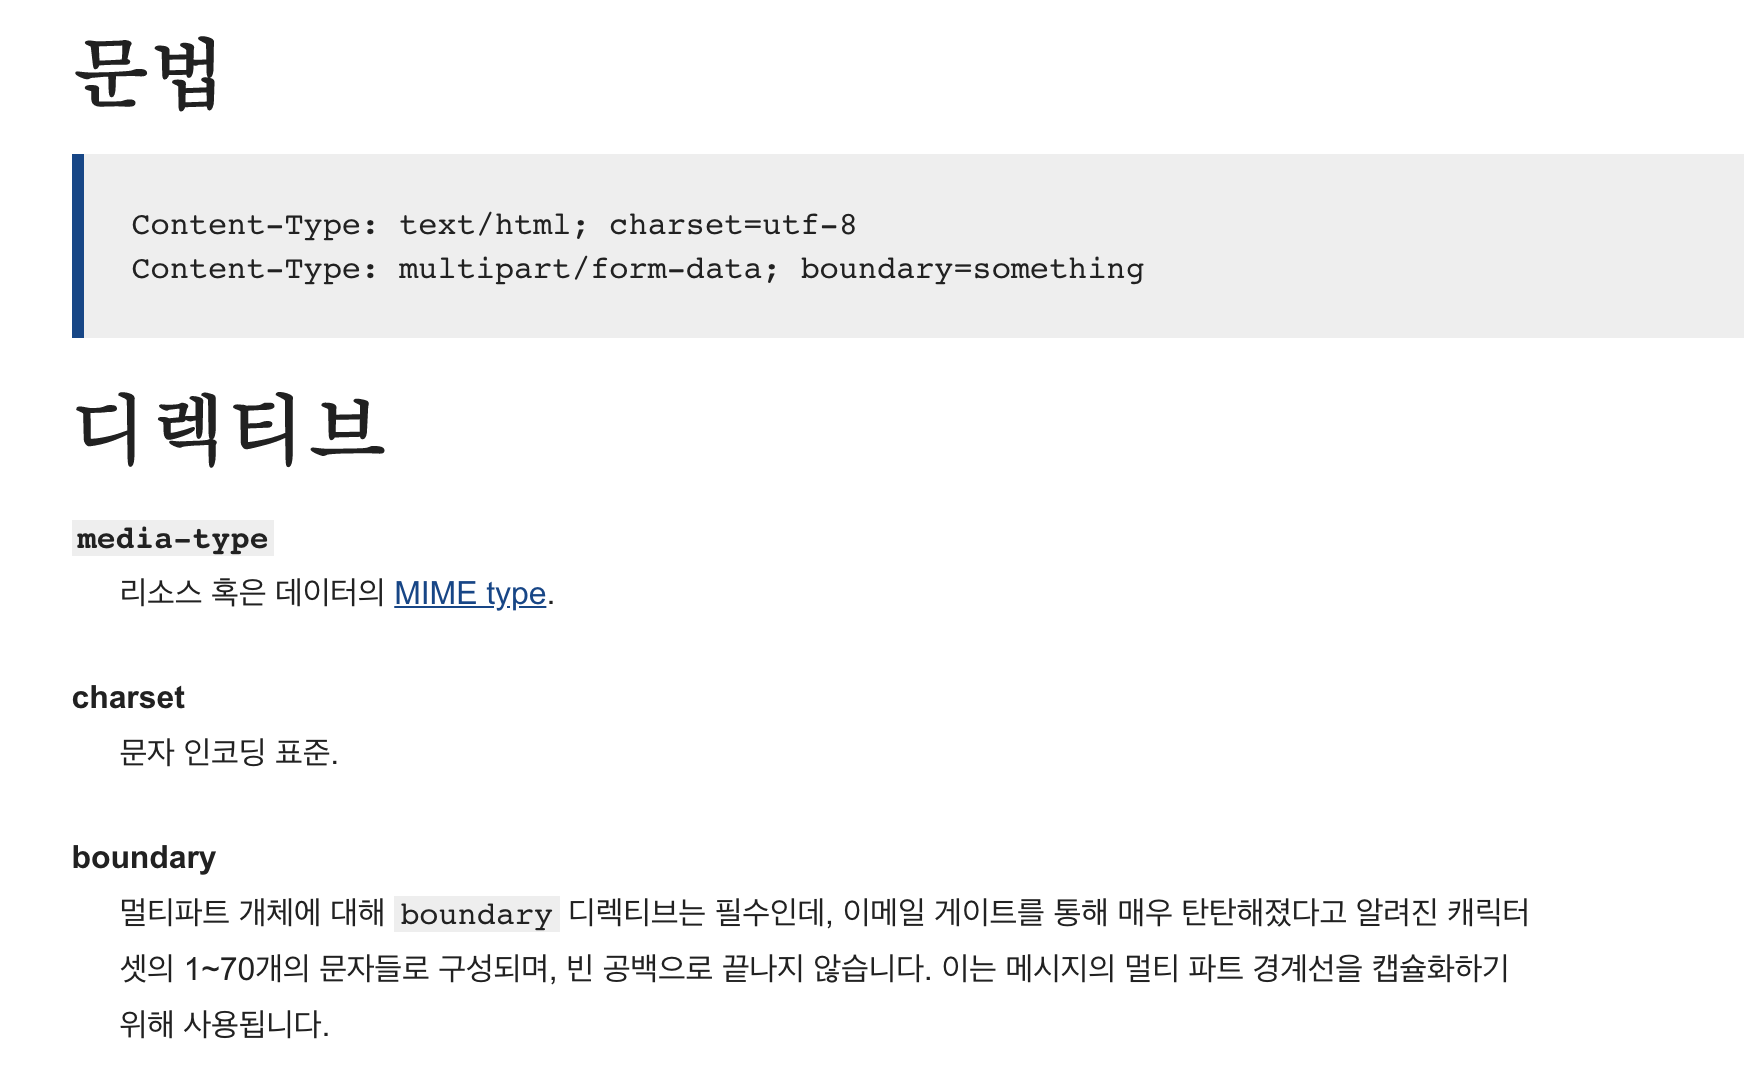 문법
Content-Type: text/html; charset=utf-8
Content-Type: multipart/form-data; boundary=something
디렉티브
media-type
리소스 혹은 데이터의 MIME type.
charset
문자 인코딩 표준.
boundary
멀티파트 개체에 대해 boundary 디렉티브는 필수인데, 이메일 게이트를 통해 매우 탄탄해졌다고 알려진 캐릭터
셋의 1~70개의 문자들로 구성되며, 빈 공백으로 끝나지 않습니다. 이는 메시지의 멀티 파트 경계선을 캡슐화하기
위해 사용됩니다.